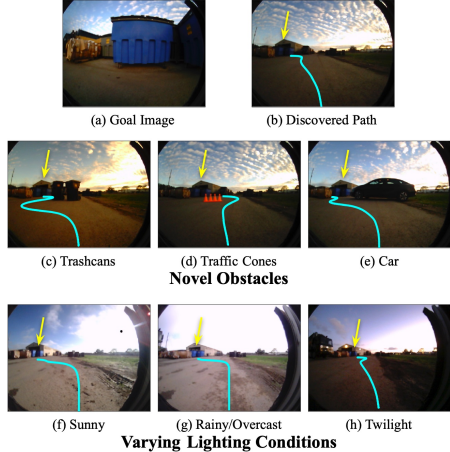 (a) Goal Image
(b) Discovered Path
(c) Trashcans
(d) Traffic Cones
(e) Car
Novel Obstacles
(f) Sunny
(g) Rainy/Overcast
(h) Twilight
Varying Lighting Conditions